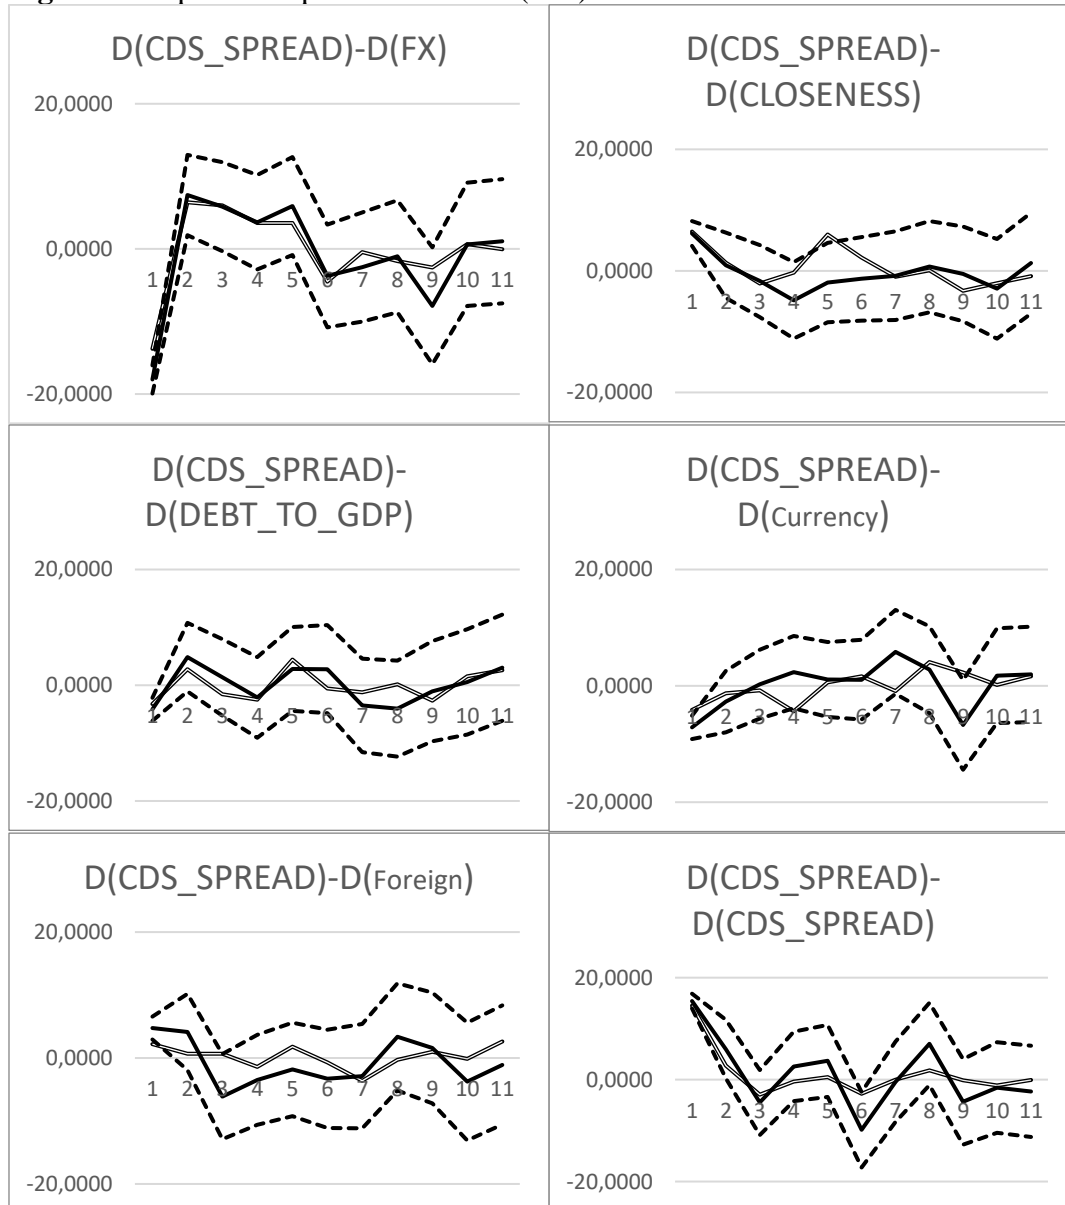 D(CDS_SPREAD)-D(FX)
20,0000
0,0000
1 2 3 4 5 6 7 8 9 10 11
-20,0000
D(CDS_SPREAD)-
D(CLOSENESS)
20,0000
0,0000
1 2 3 4 5 6 7 8 9 10 11
-20,0000
D(CDS_SPREAD)-
D(DEBT_TO_GDP)
20,0000
0,0000
1 2 3 4 5 6 7 8 9 10 11
-20,0000
D(CDS_SPREAD)-
D(Currency)
20,0000
0,0000
1 2 3 4 5 6 7 8 9 10 11
-20,0000
D(CDS_SPREAD)-D(Foreign)
20,0000
0,0000
1 2 3 4 5 6 7 8 9 10 11
-20,0000
D(CDS_SPREAD)-
D(CDS_SPREAD)
20,0000
0,0000
1 2 3 4 5 6 7 8 9 10 11
-20,0000